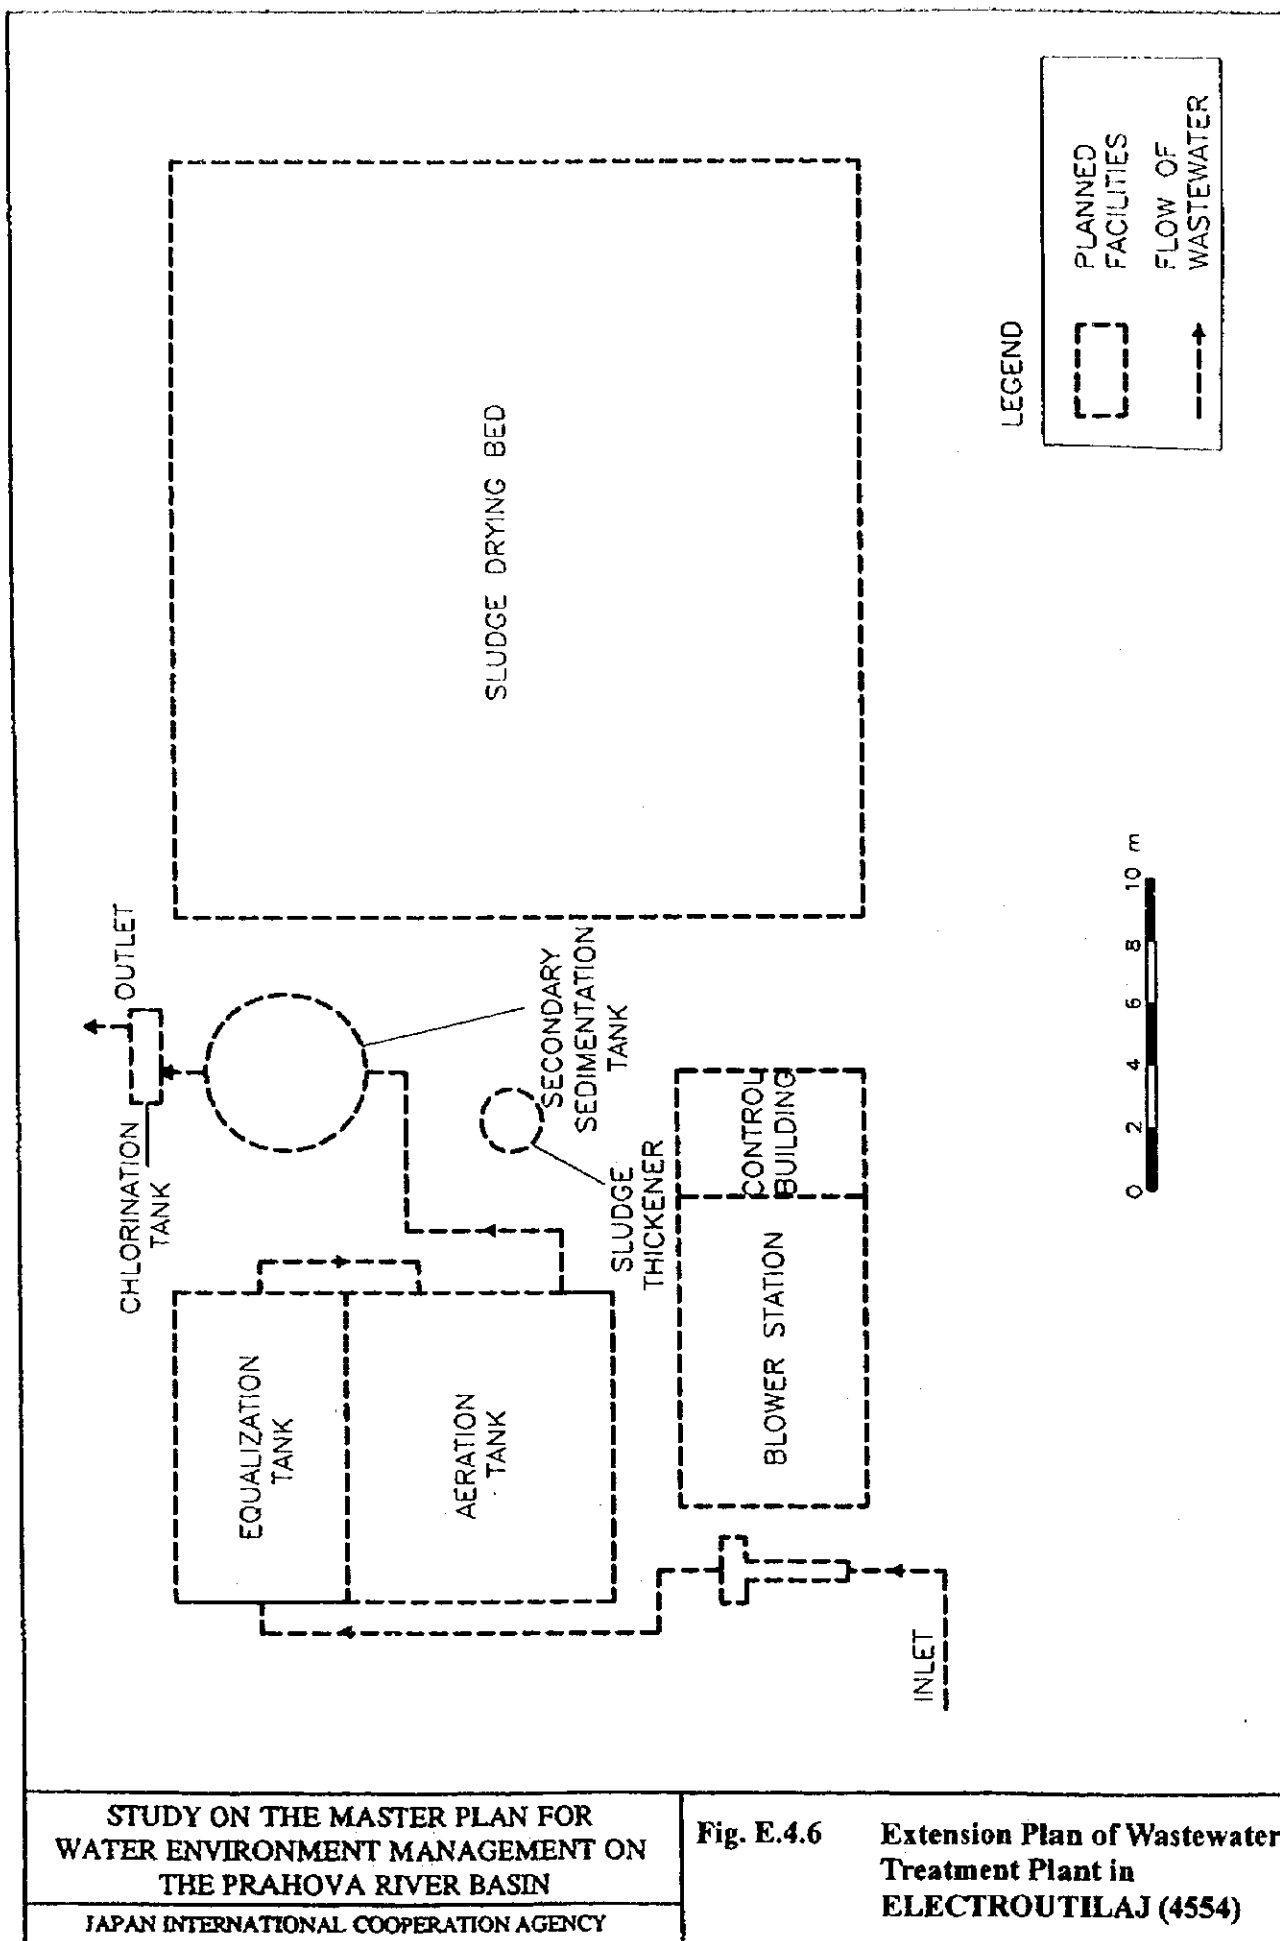 CHLORINATION
TANK
OUTLET
EQUALIZATION
TANK
AERATION
TANK
SECONDARY
SEDIMENTATION
TANK
SLUDGE
THICKENER
SLUDGE DRYING BED
BLOWER STATION
CONTROL
BUILDING
INLET
0 2 4 6 8 10 m
LEGEND
PLANNED
FACILITIES
FLOW OF
WASTEWATER
STUDY ON THE MASTER PLAN FOR
WATER ENVIRONMENT MANAGEMENT ON
THE PRAHOVA RIVER BASIN
JAPAN INTERNATIONAL COOPERATION AGENCY
Fig. E.4.6 Extension Plan of Wastewater
Treatment Plant in
ELECTROUTILAJ (4554)